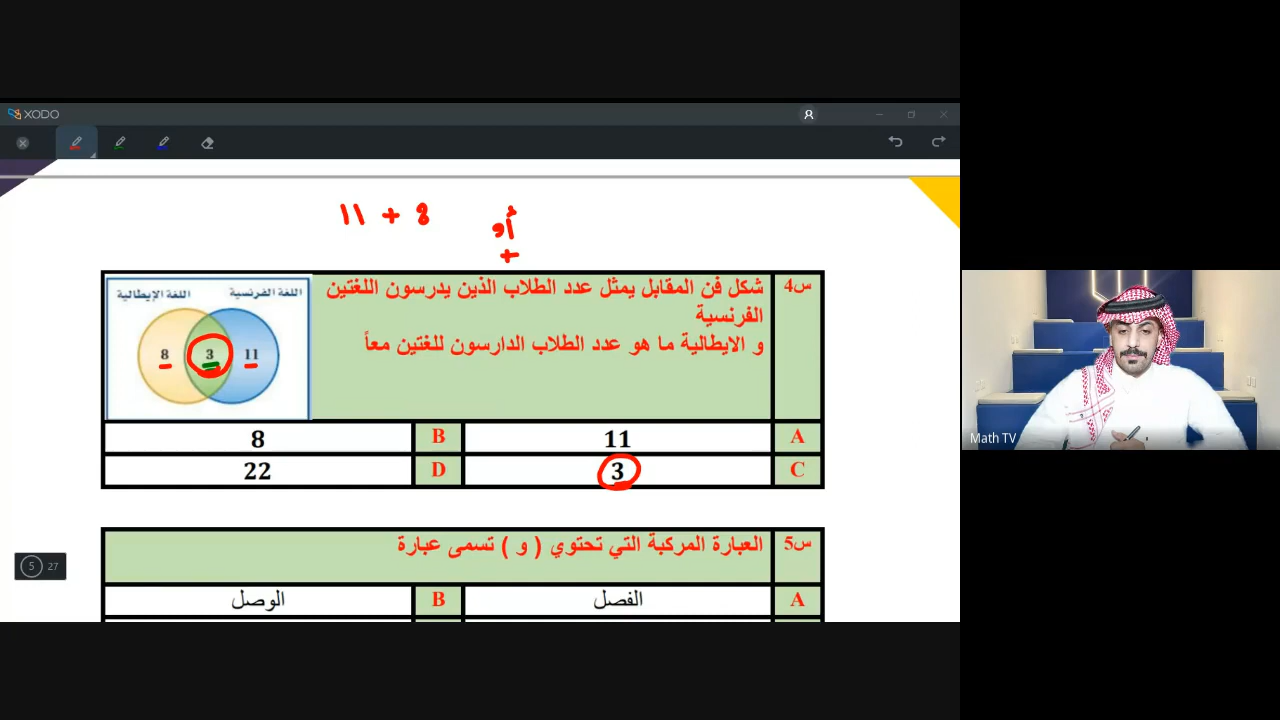 XODO
11 + 8
أو
+
س4
شكل فن المقابل يمثل عدد الطلاب الذين يدرسون اللغتين
الفرنسية
و الايطالية ما هو عدد الطلاب الدارسون للغتين معاً
اللغة الفرنسية
اللغة الإيطالية
8 3 11
A 11 B 8
C 3 D 22
س5
العبارة المركبة التي تحتوي ( و ) تسمى عبارة
A الفصل B الوصل
5 27
Math TV